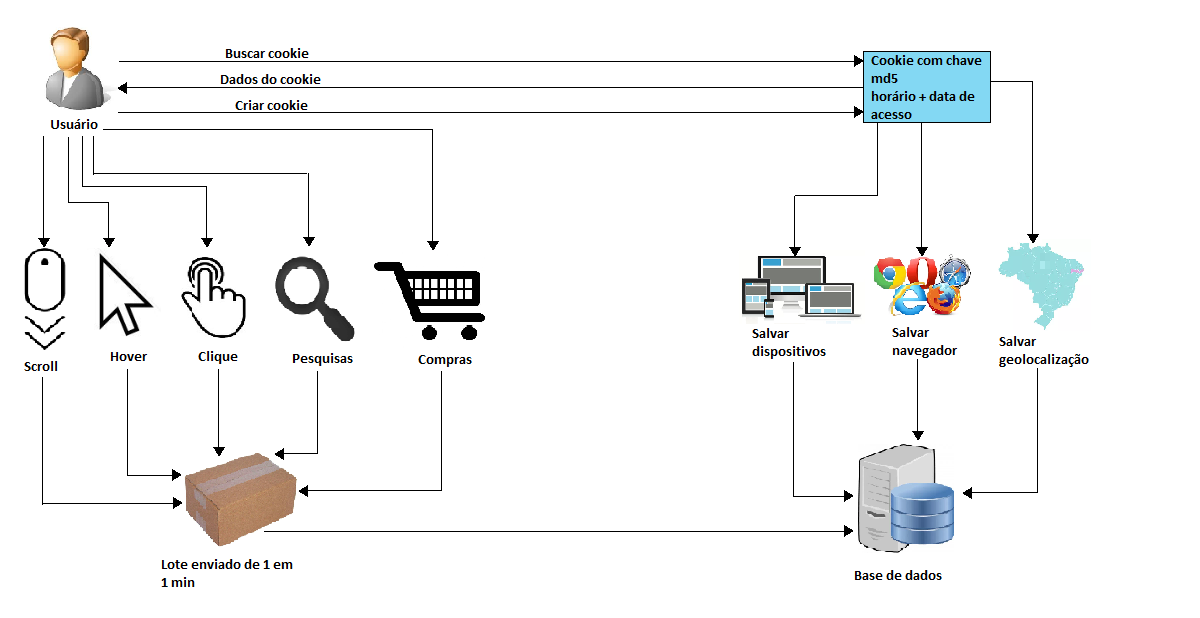 Buscar cookie
Dados do cookie
Criar cookie
Usuário
Cookie com chave
md5
horário + data de
acesso
Scroll
Hover
Clique
Pesquisas
Compras
Salvar
dispositivos
Salvar
navegador
Salvar
geolocalização
Lote enviado de 1 em
1 min
Base de dados